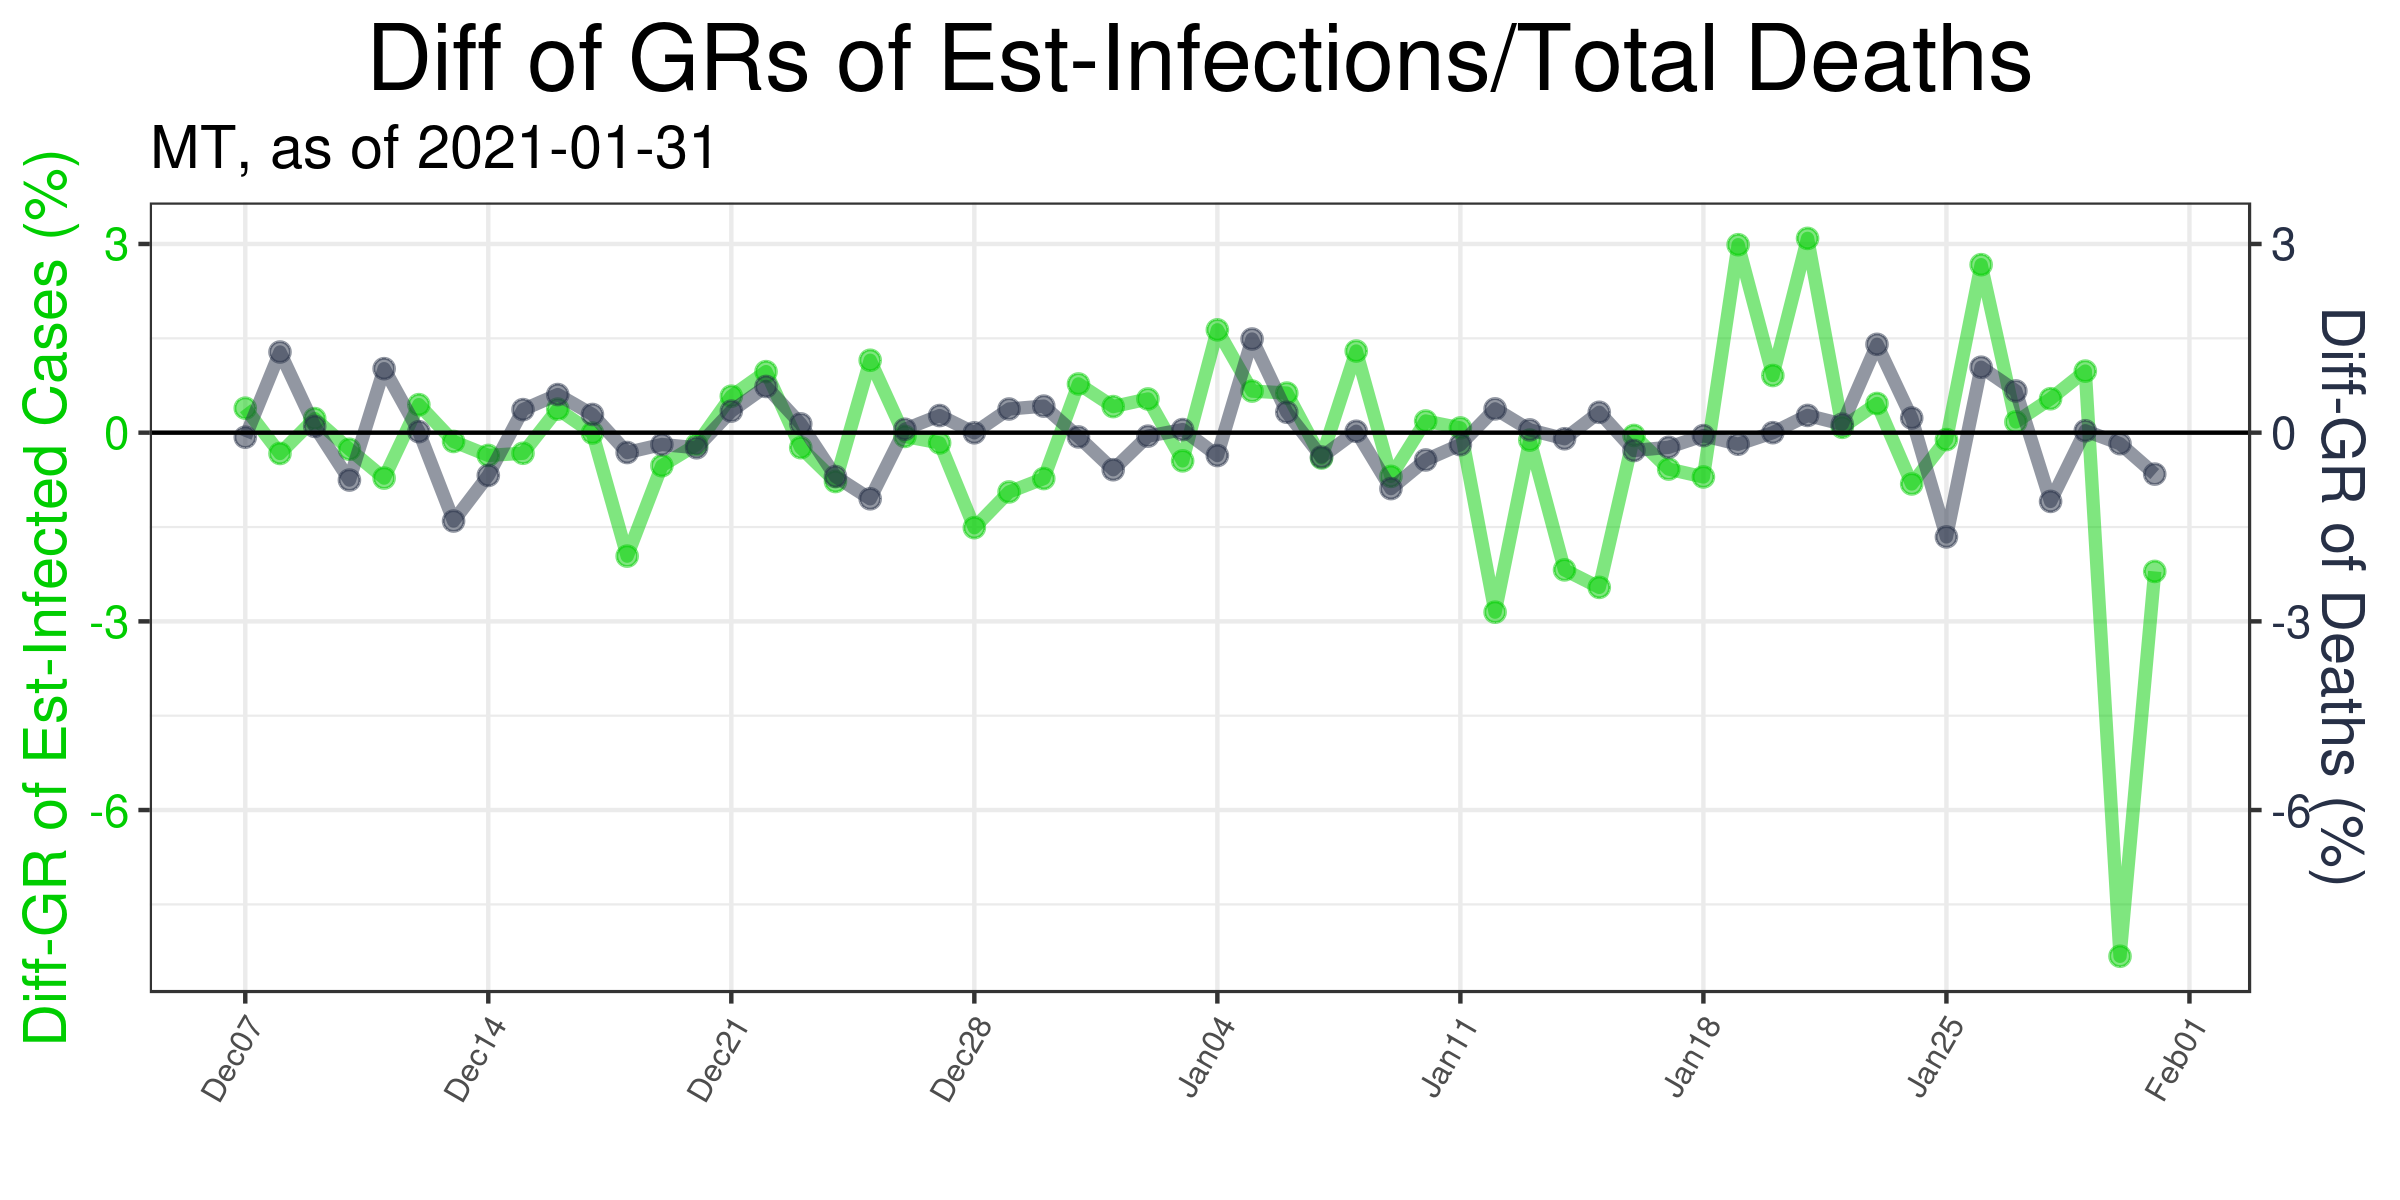 Diff of GRs of Est-Infections/Total Deaths
MT, as of 2021-01-31
Diff-GR of Est-Infected Cases (%)
3
0
-3
-6
3
0
-3
-6
Diff-GR of Deaths (%)
Dec07
Dec14
Dec21
Dec28
Jan04
Jan11
Jan18
Jan25
Feb01